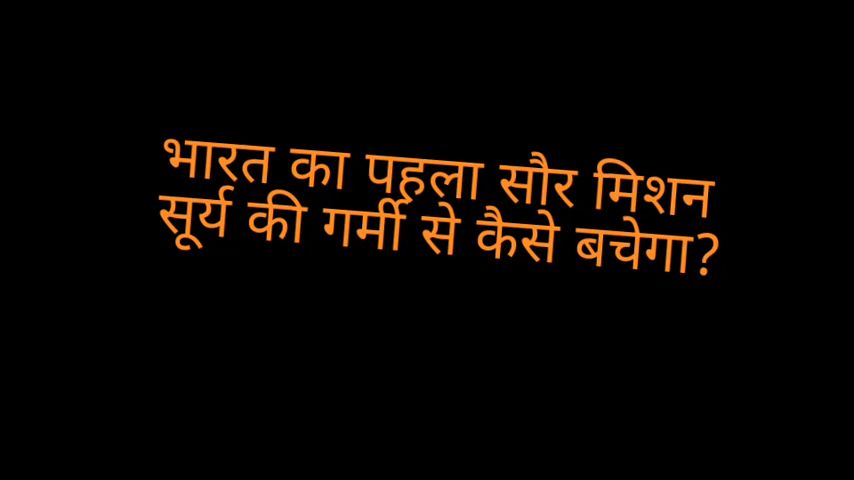 भारत का पहला सौर मिशन
सूर्य की गर्मी से कैसे बचेगा?